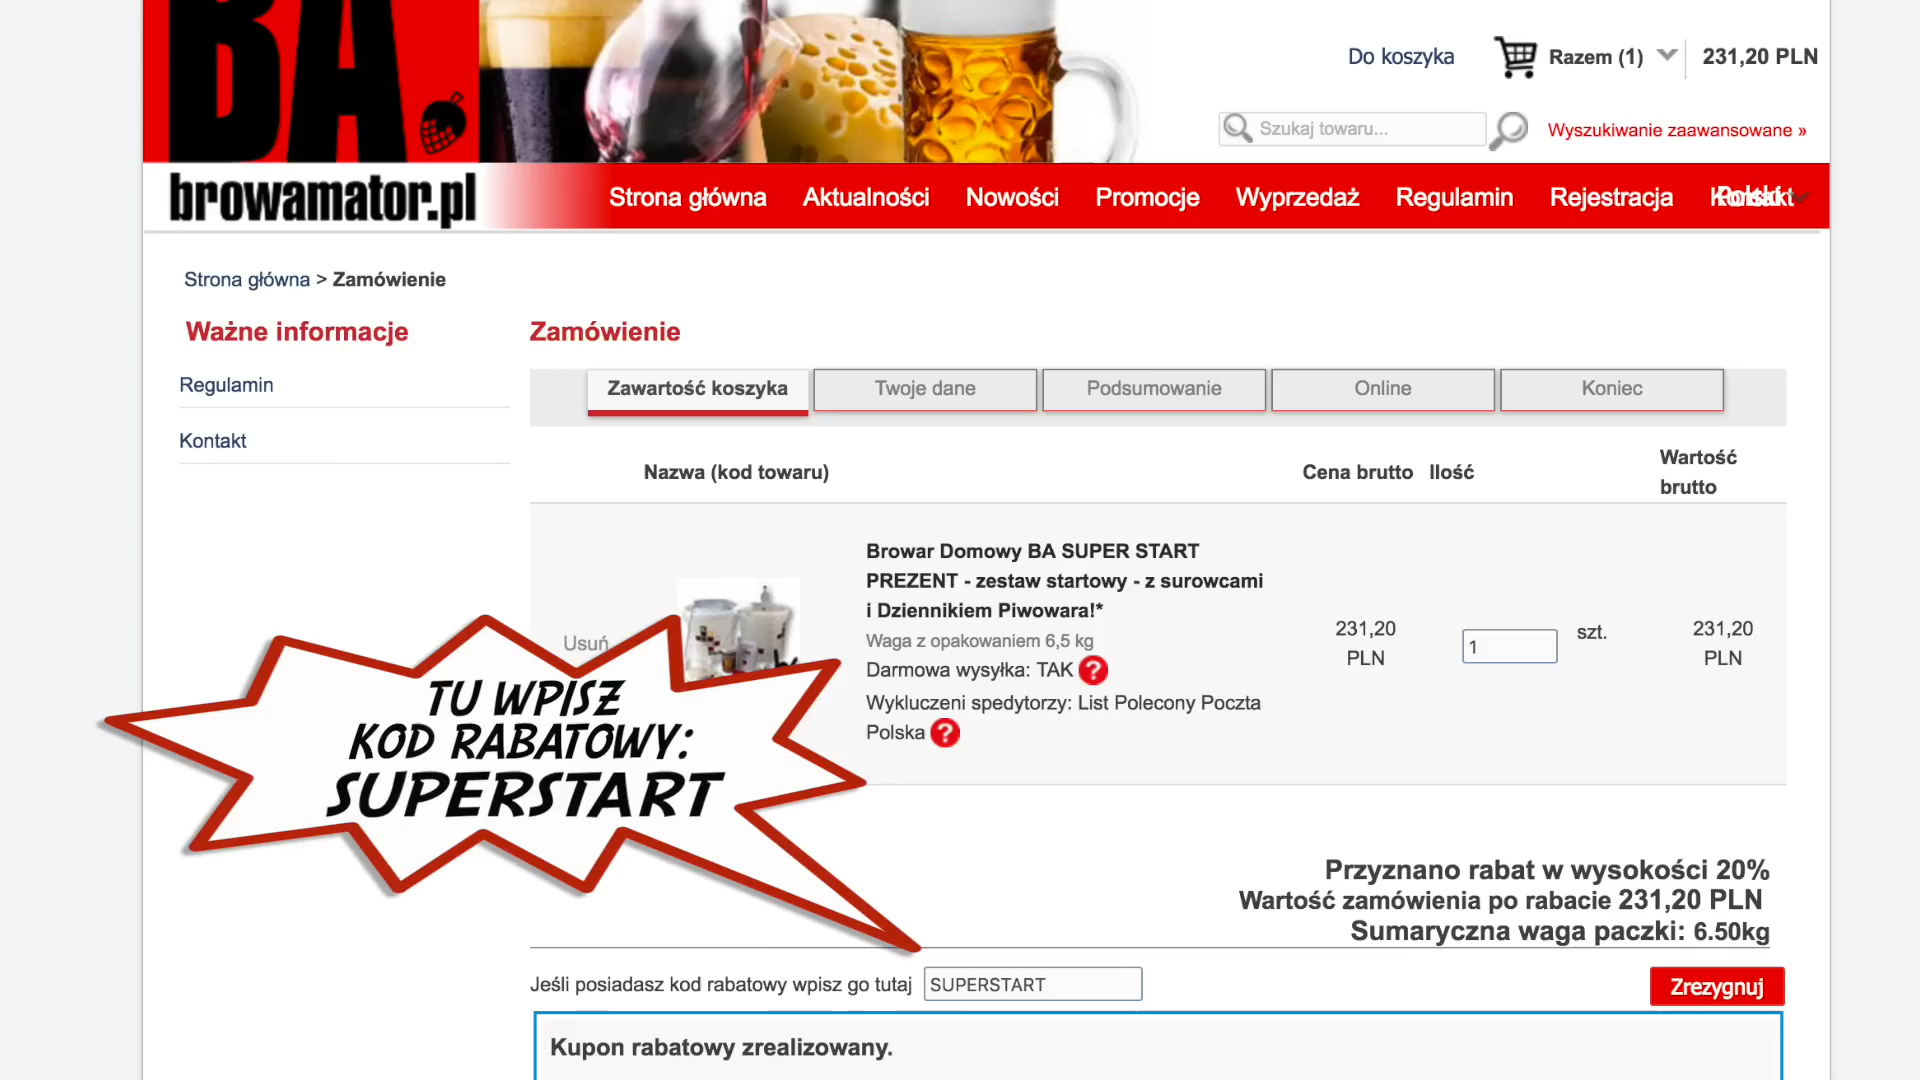 BA.
browamator.pl
Do koszyka
Razem (1)
231,20 PLN
Szukaj towaru...
Wyszukiwanie zaawansowane »
Strona główna
Aktualności
Nowości
Promocje
Wyprzedaż
Regulamin
Rejestracja
Kontakt
Polski
Strona główna > Zamówienie
Ważne informacje
Regulamin
Kontakt
Zamówienie
Zawartość koszyka
Twoje dane
Podsumowanie
Online
Koniec
Nazwa (kod towaru)
Cena brutto
Ilość
Wartość
brutto
Usuń
Browar Domowy BA SUPER START
PREZENT - zestaw startowy - z surowcami
i Dziennikiem Piwowara!*
Waga z opakowaniem 6,5 kg
Darmowa wysyłka: TAK ?
Wykluczeni spedytorzy: List Polecony Poczta
Polska ?
231,20
PLN
1
szt.
231,20
PLN
TU WPISZ
KOD RABATOWY:
SUPERSTART
Przyznano rabat w wysokości 20%
Wartość zamówienia po rabacie 231,20 PLN
Sumaryczna waga paczki: 6.50kg
Jeśli posiadasz kod rabatowy wpisz go tutaj
SUPERSTART
Zrezygnuj
Kupon rabatowy zrealizowany.